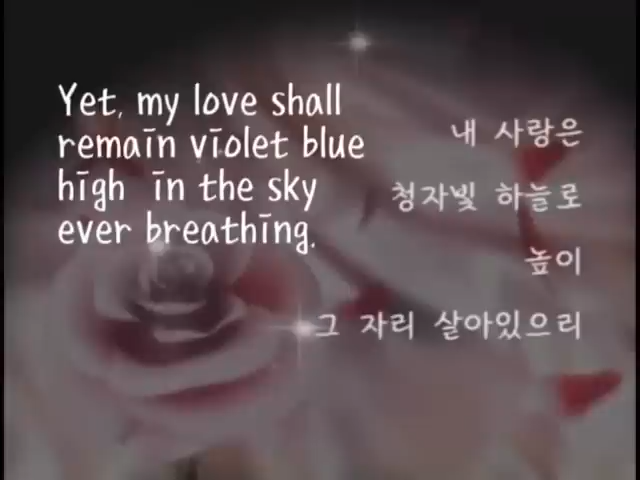 Yet, my love shall
remain violet blue
high in the sky
ever breathing.
내 사랑은
청자빛 하늘로
높이
그 자리 살아있으리